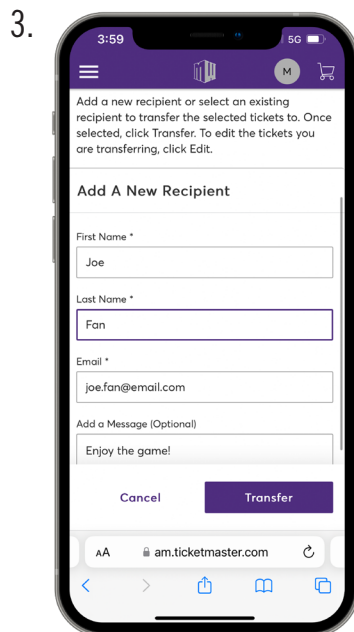 3.
3:59
5G
M
Add a new recipient or select an existing
recipient to transfer the selected tickets to. Once
selected, click Transfer. To edit the tickets you
are transferring, click Edit.
Add A New Recipient
First Name *
Joe
Last Name *
Fan
Email *
joe.fan@email.com
Add a Message (Optional)
Enjoy the game!
Cancel Transfer
AA am.ticketmaster.com